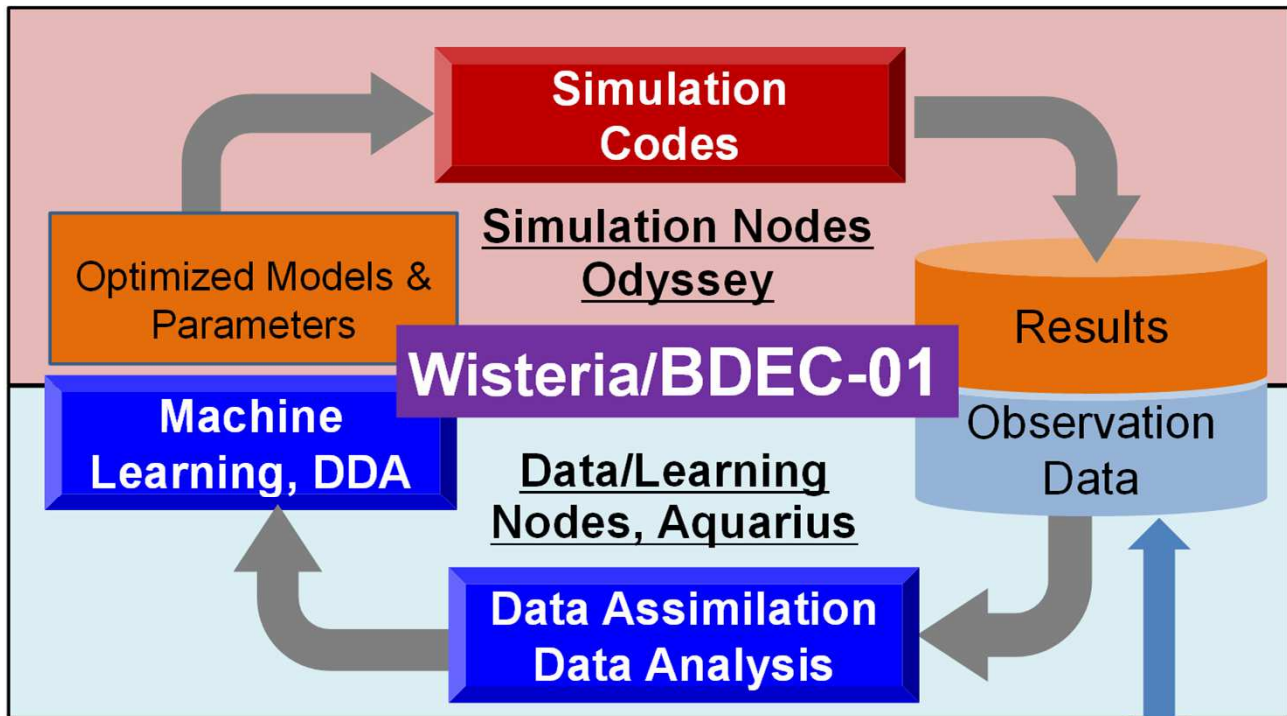 Simulation
Codes
Simulation Nodes
Odyssey
Optimized Models &
Parameters
Results
Wisteria/BDEC-01
Machine
Learning, DDA
Observation
Data
Data/Learning
Nodes, Aquarius
Data Assimilation
Data Analysis